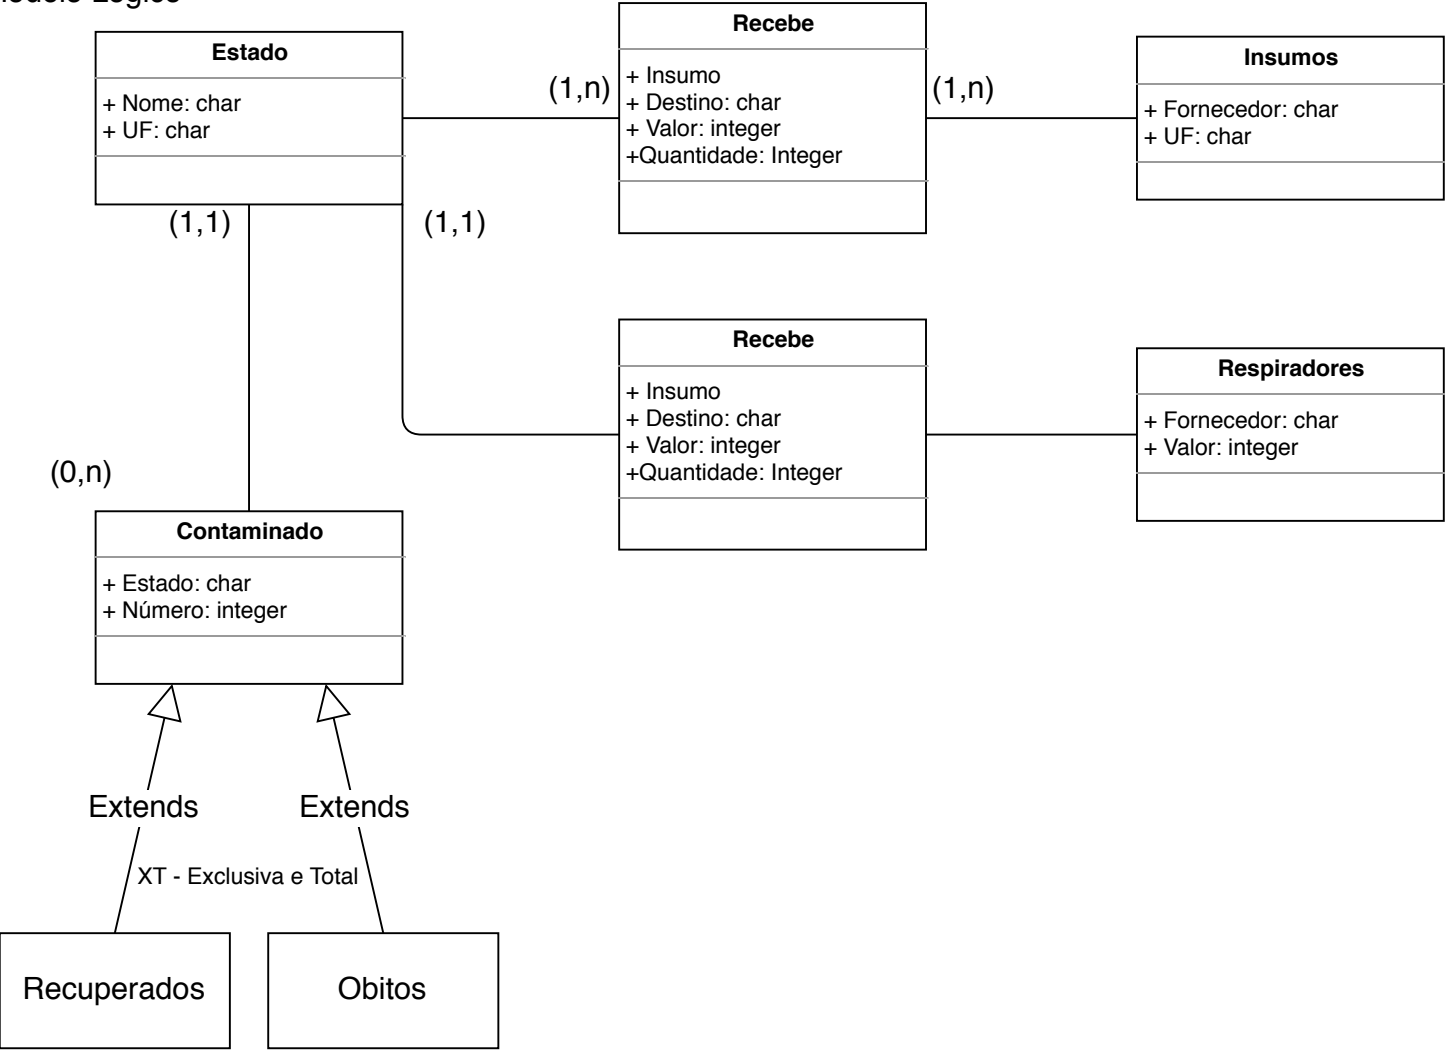 Estado
+ Nome: char
+ UF: char
(1,n)
Recebe
+ Insumo
+ Destino: char
+ Valor: integer
+Quantidade: Integer
(1,n)
Insumos
+ Fornecedor: char
+ UF: char
(1,1)
(1,1)
Recebe
+ Insumo
+ Destino: char
+ Valor: integer
+Quantidade: Integer
Respiradores
+ Fornecedor: char
+ Valor: integer
(0,n)
Contaminado
+ Estado: char
+ Número: integer
Extends
Extends
XT - Exclusiva e Total
Recuperados
Obitos